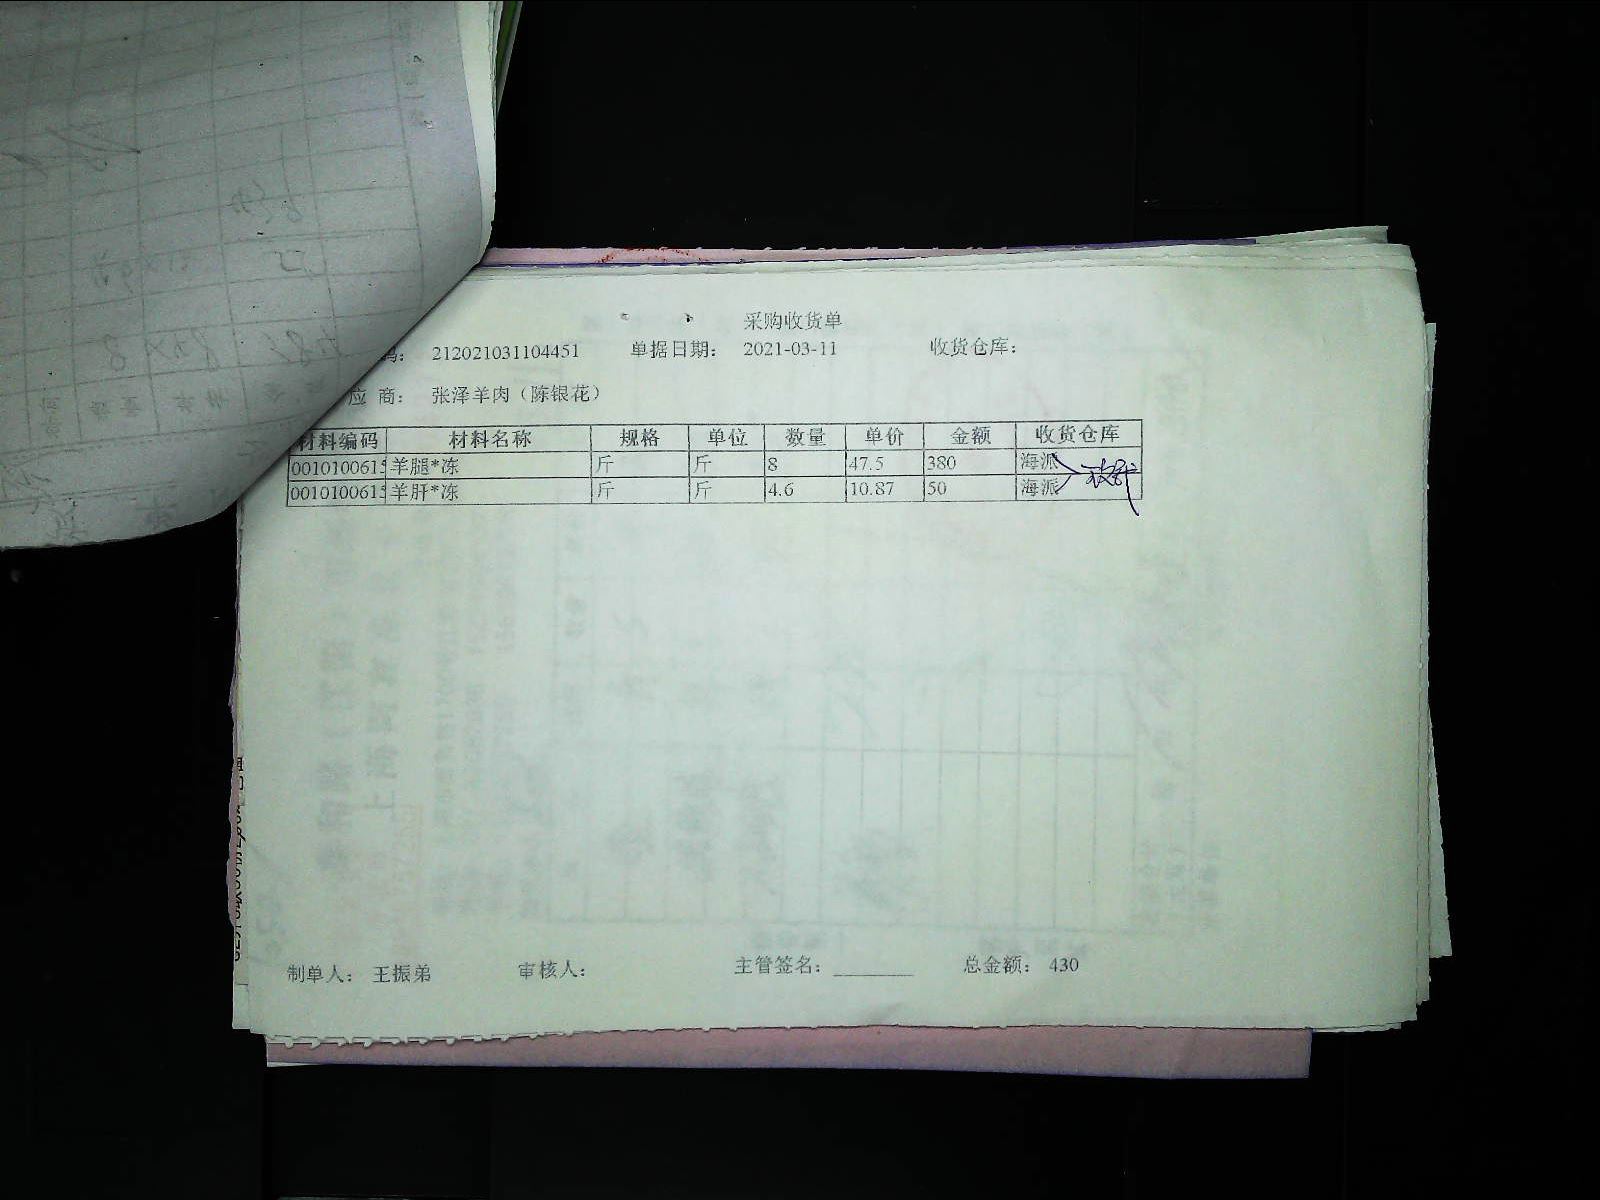 采购收货单
码： 212021031104451 单据日期： 2021-03-11 收货仓库：
应 商： 张泽羊肉（陈银花）
材料编码 材料名称 规格 单位 数量 单价 金额 收货仓库
0010100615 羊腿*冻 斤 斤 8 47.5 380 海派
0010100615 羊肝*冻 斤 斤 4.6 10.87 50 海派
制单人： 王振弟 审核人： 主管签名： 总金额： 430